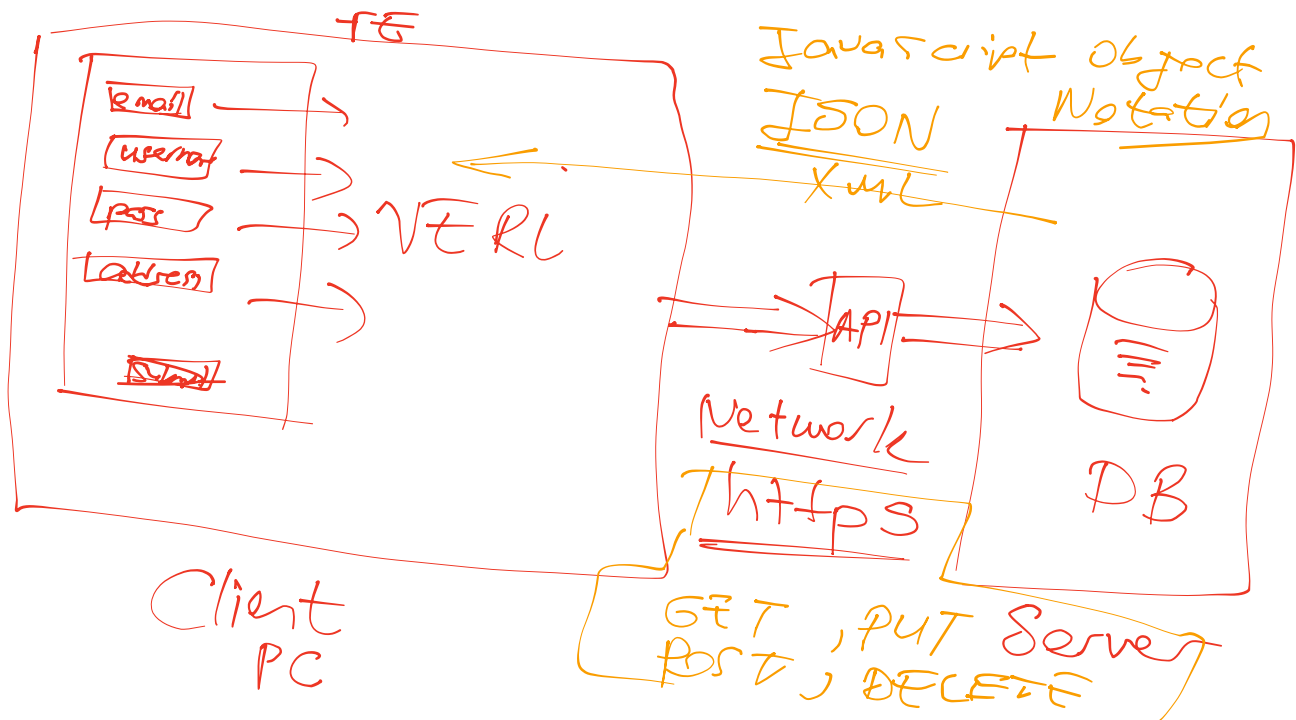 FE
Javascript Object
Notation
JSON
XML
email
pass
address
Submit
VERİ
API
Network
https
DB
Client
PC
GET , PUT
POST , DELETE
Server